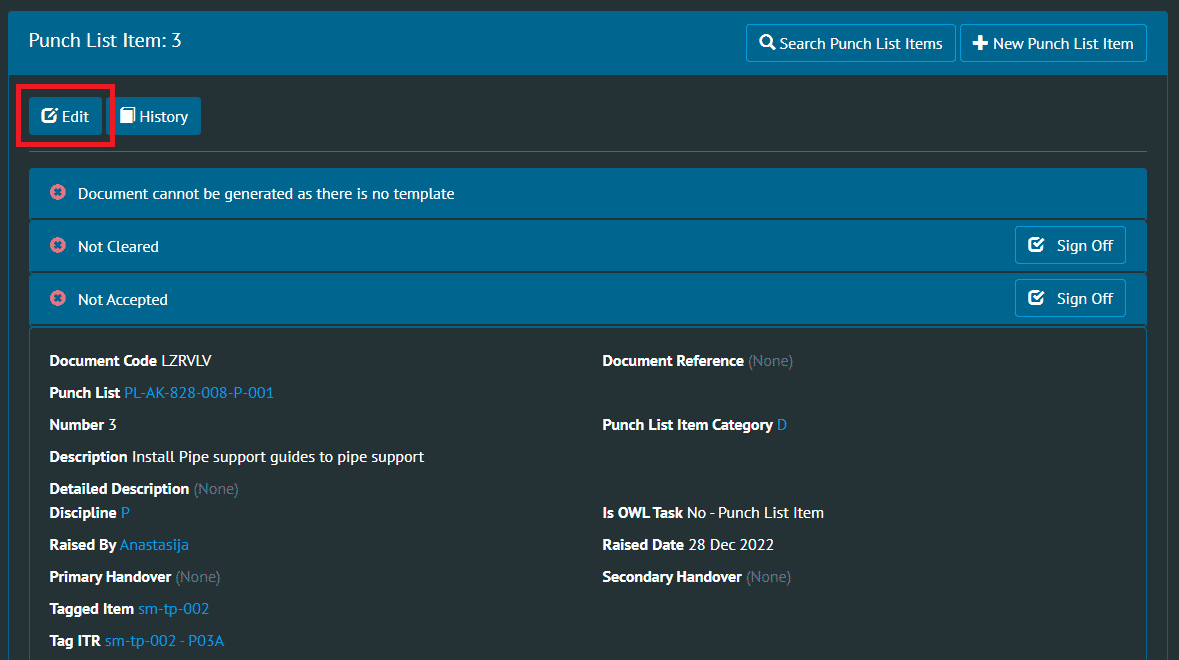 Punch List Item: 3
Search Punch List Items
New Punch List Item
Edit
History
Document cannot be generated as there is no template
Not Cleared
Sign Off
Not Accepted
Sign Off
Document Code LZRVLV
Document Reference (None)
Punch List PL-AK-828-008-P-001
Number 3
Punch List Item Category D
Description Install Pipe support guides to pipe support
Detailed Description (None)
Discipline P
Is OWL Task No - Punch List Item
Raised By Anastasija
Raised Date 28 Dec 2022
Primary Handover (None)
Secondary Handover (None)
Tagged Item sm-tp-002
Tag ITR sm-tp-002 - P03A